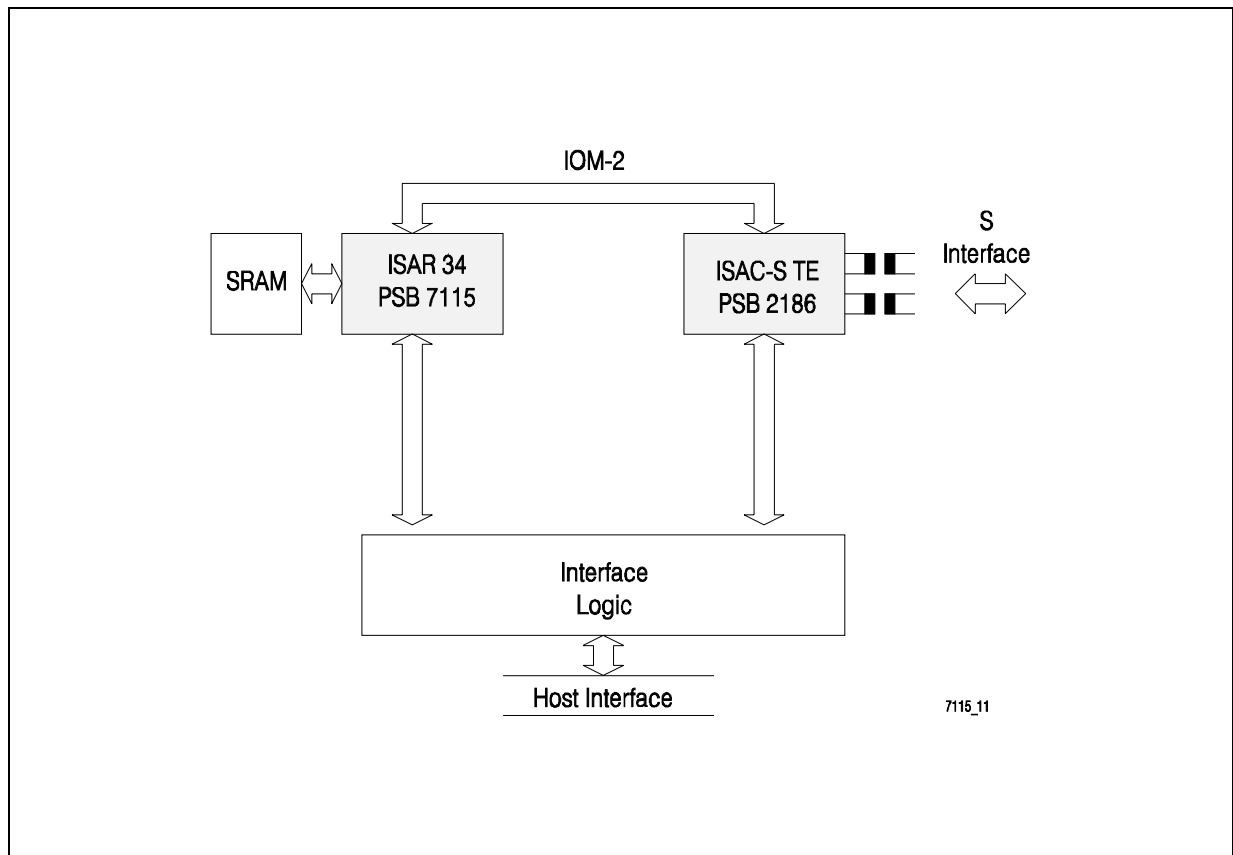 IOM-2
SRAM
ISAR 34
PSB 7115
ISAC-S TE
PSB 2186
S
Interface
Interface
Logic
Host Interface
7115_11